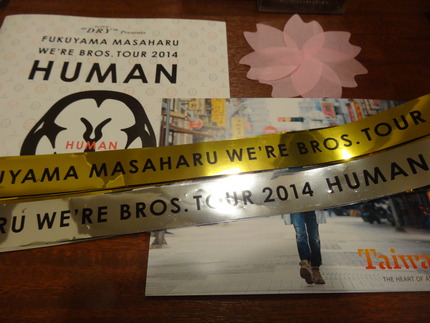 "DRY" Presents
FUKUYAMA MASAHARU
WE'RE BROS. TOUR 2014
HUMAN
HUMAN
UYAMA MASAHARU WE'RE BROS. TOUR
RU WE'RE BROS. TOUR 2014 HUMAN
Taiwa
THE HEART OF A